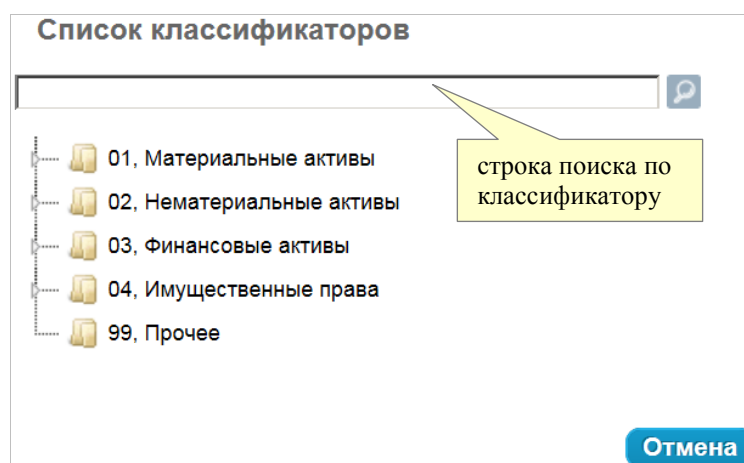 Список классификаторов
01, Материальные активы
строка поиска по
классификатору
02, Нематериальные активы
03, Финансовые активы
04, Имущественные права
99, Прочее
Отмена